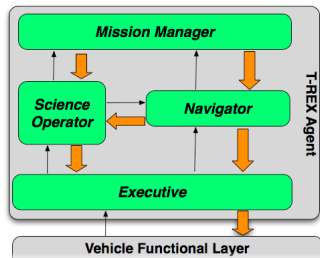 Mission Manager
Science
Operator
Navigator
T-REX Agent
Executive
Vehicle Functional Layer